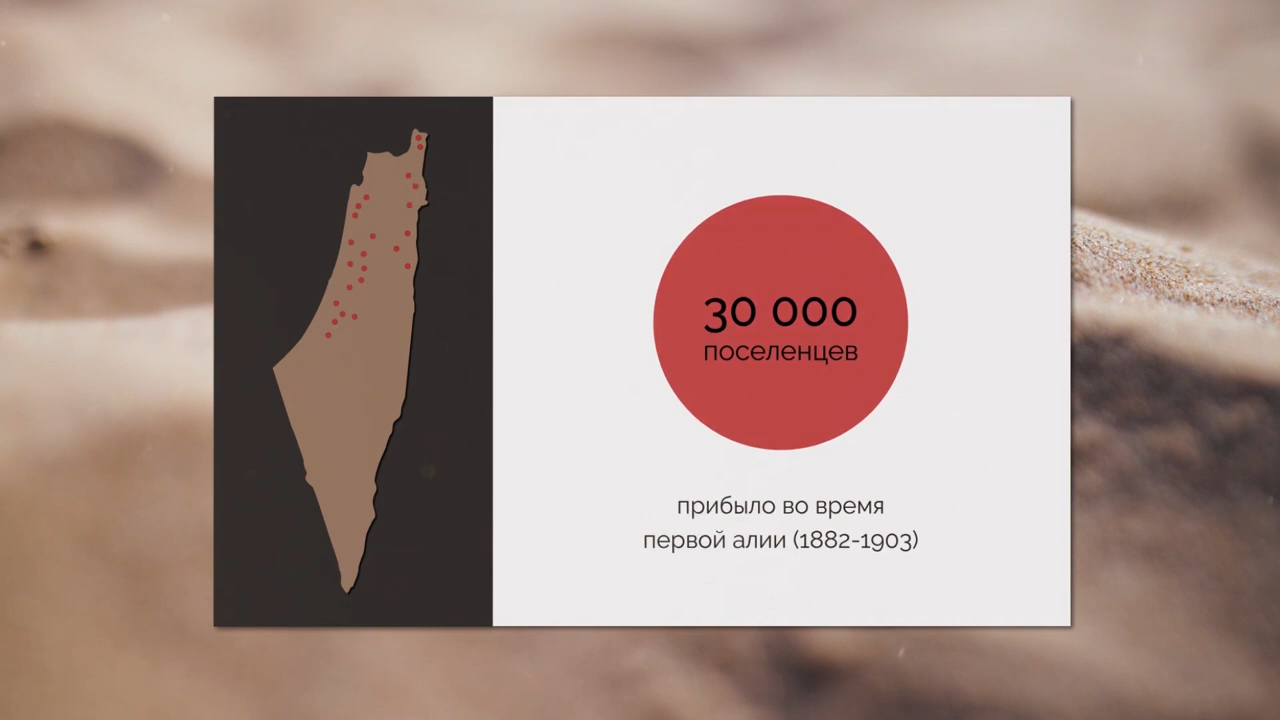 30 000
поселенцев
прибыло во время
первой алии (1882-1903)